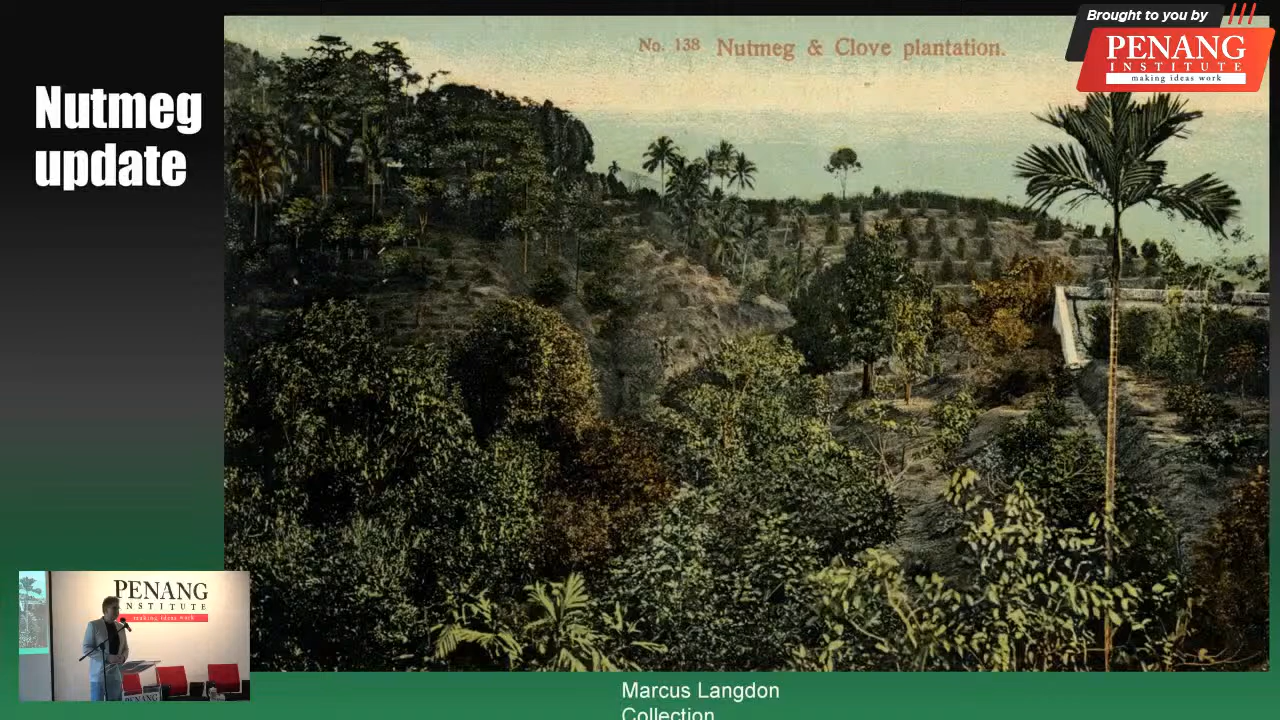 Nutmeg
update
No. 138 Nutmeg & Clove plantation.
Brought to you by
PENANG
INSTITUTE
making ideas work
PENANG
INSTITUTE
making ideas work
PENANG
Marcus Langdon
Collection